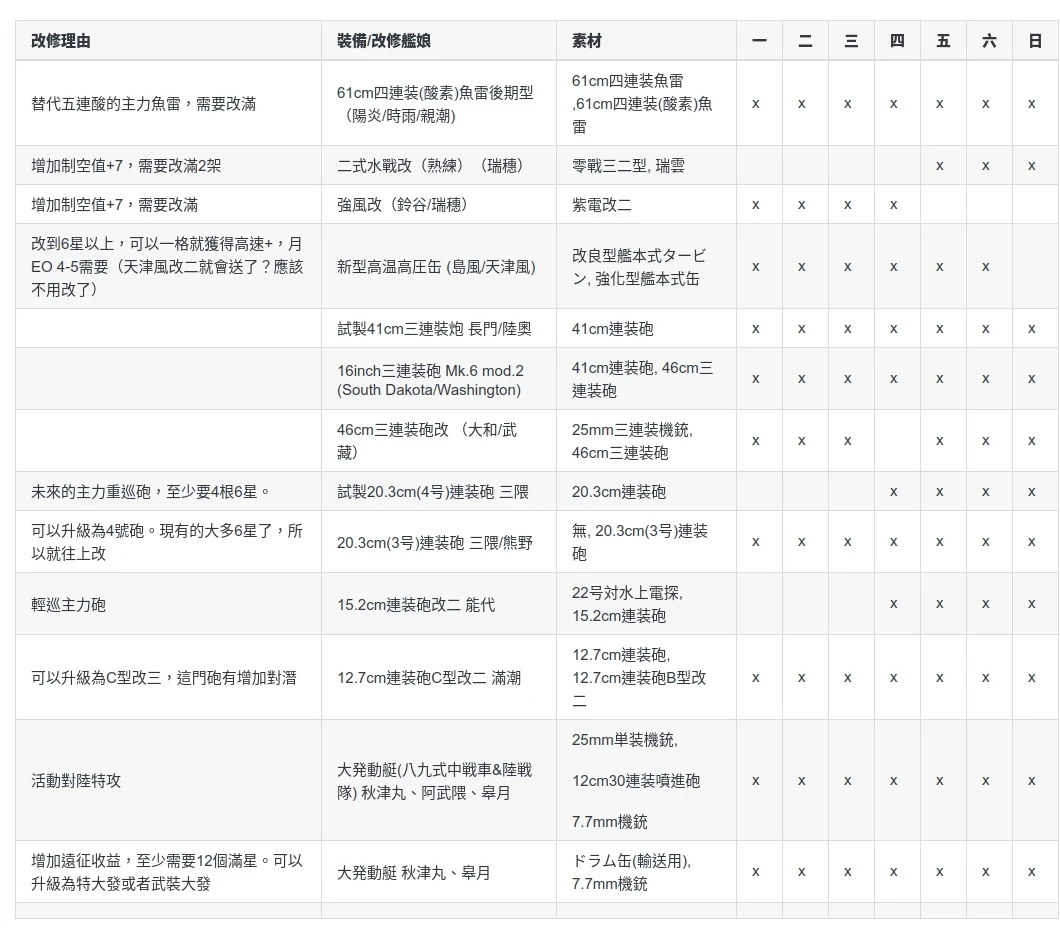 改修理由 裝備/改修艦娘 素材 一 二 三 四 五 六 日
替代五連酸的主力魚雷，需要改滿
61cm四連装(酸素)魚雷後期型
（陽炎/時雨/親潮)
61cm四連装魚雷
,61cm四連装(酸素)魚
雷
x x x x x x x
增加制空值+7，需要改滿2架 二式水戰改（熟練）（瑞穗） 零戰三二型, 瑞雲 x x x
增加制空值+7，需要改滿 強風改（鈴谷/瑞穗） 紫電改二 x x x x
改到6星以上，可以一格就獲得高速+，月
EO 4-5需要（天津風改二就會送了？應該
不用改了）
新型高温高圧缶 (島風/天津風)
改良型艦本式タービ
ン, 強化型艦本式缶
x x x x x x
試製41cm三連裝炮 長門/陸奧 41cm連装砲 x x x x x x x
16inch三連装砲 Mk.6 mod.2
(South Dakota/Washington)
41cm連装砲, 46cm三
連装砲
x x x x x x x
46cm三連装砲改 （大和/武
藏）
25mm三連装機銃,
46cm三連装砲
x x x x x x
未來的主力重巡砲，至少要4根6星。 試製20.3cm(4号)連装砲 三隈 20.3cm連装砲 x x x x
可以升級為4號砲。現有的大多6星了，所
以就往上改
20.3cm(3号)連装砲 三隈/熊野
無, 20.3cm(3号)連装
砲
x x x x x x x
輕巡主力砲 15.2cm連装砲改二 能代
22号対水上電探,
15.2cm連装砲
x x x x
可以升級為C型改三，這門砲有增加對潛 12.7cm連装砲C型改二 滿潮
12.7cm連装砲,
12.7cm連装砲B型改
二
x x x x x x x
活動對陸特攻
大発動艇(八九式中戦車&陸戦
隊) 秋津丸、阿武隈、皐月
25mm単装機銃,
12cm30連装噴進砲
7.7mm機銃
x x x x x x x
增加遠征收益，至少需要12個滿星。可以
升級為特大發或者武裝大發
大発動艇 秋津丸、皐月
ドラム缶(輸送用),
7.7mm機銃
x x x x x x x